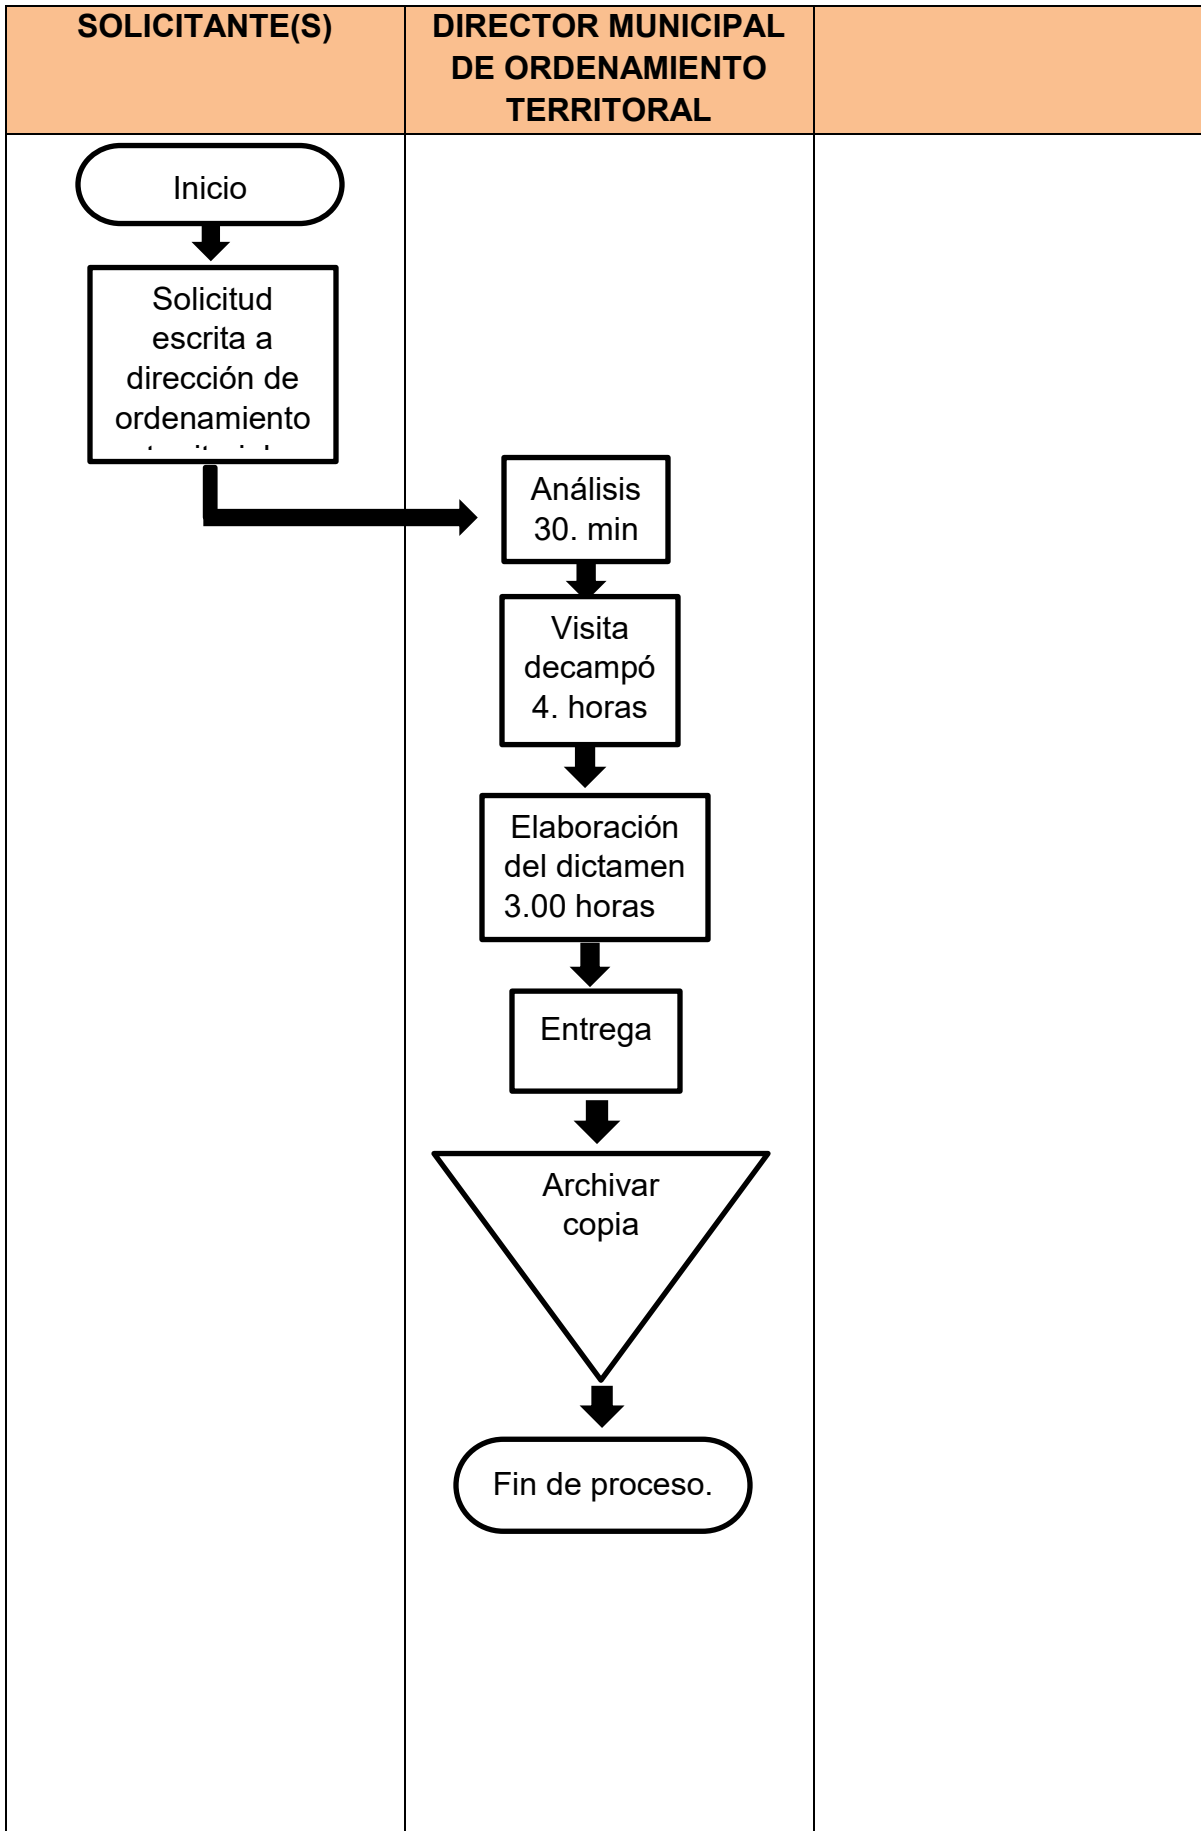 SOLICITANTE(S)
DIRECTOR MUNICIPAL
DE ORDENAMIENTO
TERRITORAL
Inicio
Solicitud
escrita a
dirección de
ordenamiento
Análisis
30. min
Visita
decampó
4. horas
Elaboración
del dictamen
3.00 horas
Entrega
Archivar
copia
Fin de proceso.